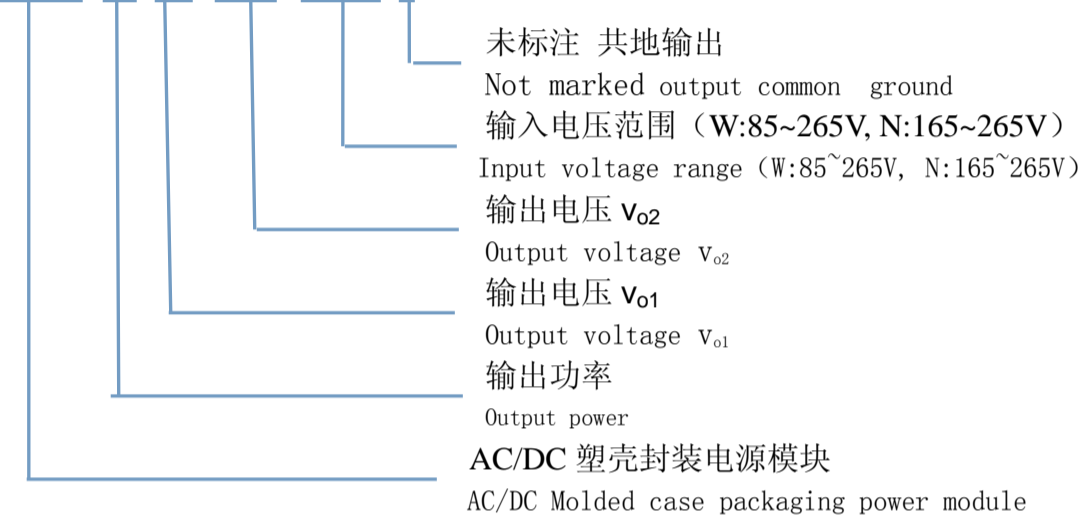 未标注 共地输出
Not marked output common ground
输入电压范围（W:85~265V, N:165~265V）
Input voltage range（W:85~265V, N:165~265V）
输出电压 Vo2
Output voltage Vo2
输出电压 Vo1
Output voltage Vo1
输出功率
Output power
AC/DC 塑壳封装电源模块
AC/DC Molded case packaging power module